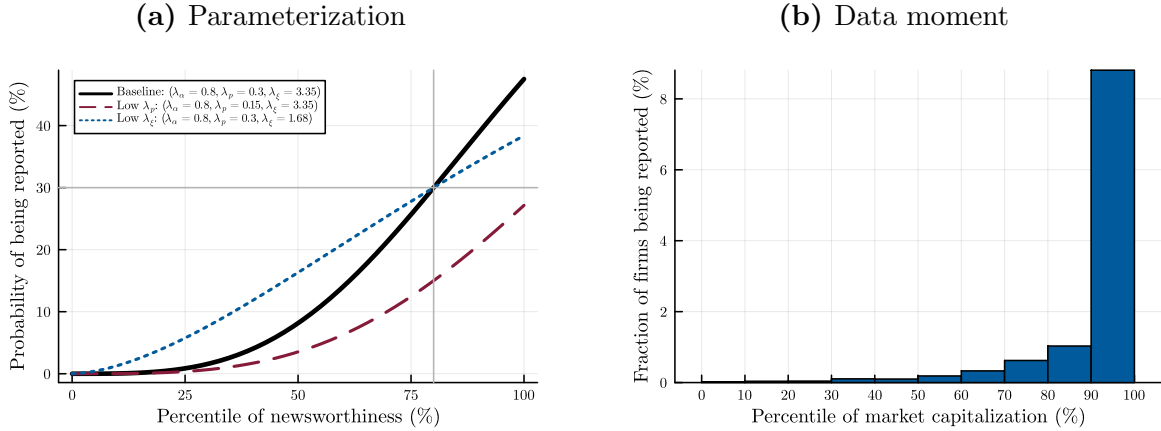 (a) Parameterization
Probability of being reported (%)
40
30
20
10
0
Baseline: (λα = 0.8, λp = 0.3, λξ = 3.35)
Low λp: (λα = 0.8, λp = 0.15, λξ = 3.35)
Low λξ: (λα = 0.8, λp = 0.3, λξ = 1.68)
0 25 50 75 100
Percentile of newsworthiness (%)
(b) Data moment
Fraction of firms being reported (%)
8
6
4
2
0
0 10 20 30 40 50 60 70 80 90 100
Percentile of market capitalization (%)